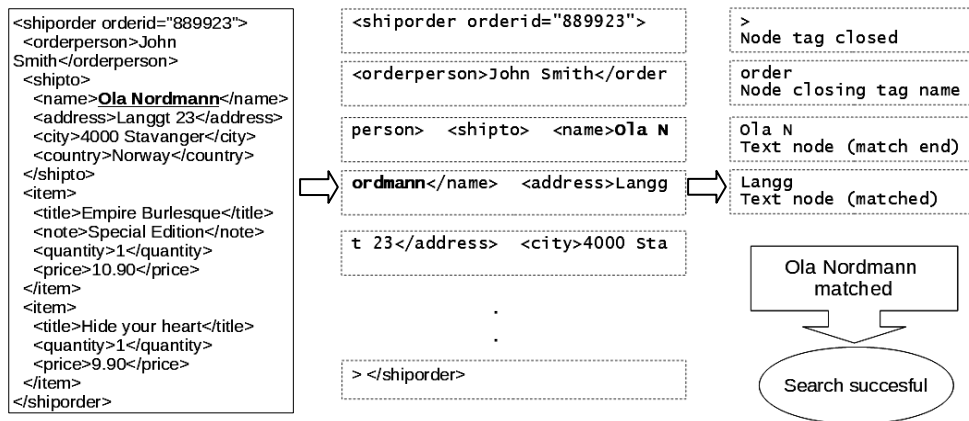 <shiporder orderid="889923">
<orderperson>John
Smith</orderperson>
<shipto>
<name>Ola Nordmann</name>
<address>Langgt 23</address>
<city>4000 Stavanger</city>
<country>Norway</country>
</shipto>
<item>
<title>Empire Burlesque</title>
<note>Special Edition</note>
<quantity>1</quantity>
<price>10.90</price>
</item>
<item>
<title>Hide your heart</title>
<quantity>1</quantity>
<price>9.90</price>
</item>
</shiporder>
<shiporder orderid="889923">
<orderperson>John Smith</order
person> <shipto> <name>Ola N
ordmann</name> <address>Langg
t 23</address> <city>4000 Sta
.
.
> </shiporder>
>
Node tag closed
order
Node closing tag name
Ola N
Text node (match end)
Langg
Text node (matched)
Ola Nordmann
matched
Search succesful